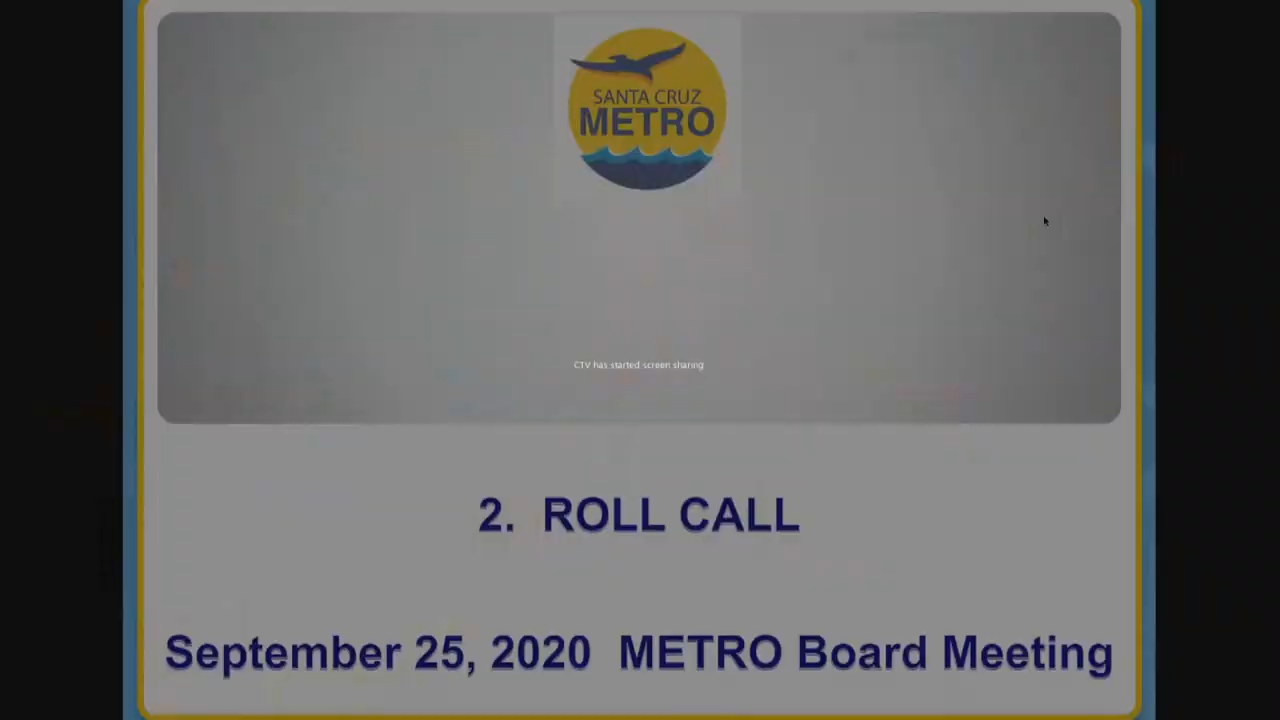 SANTA CRUZ
METRO
CTV has started screen sharing
2. ROLL CALL
September 25, 2020 METRO Board Meeting